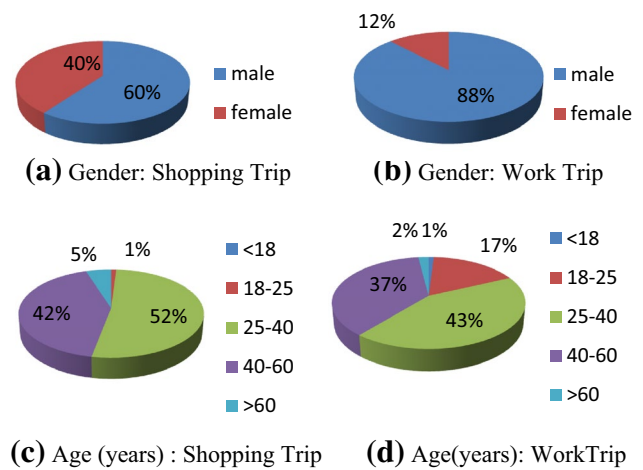 (a)
40%
60%
male
female
(a) Gender: Shopping Trip
(b)
12%
88%
male
female
(b) Gender: Work Trip
5%
1%
42%
52%
<18
18-25
25-40
40-60
>60
(c) Age (years) : Shopping Trip
2%
1%
17%
37%
43%
<18
18-25
25-40
40-60
>60
(d) Age(years): WorkTrip